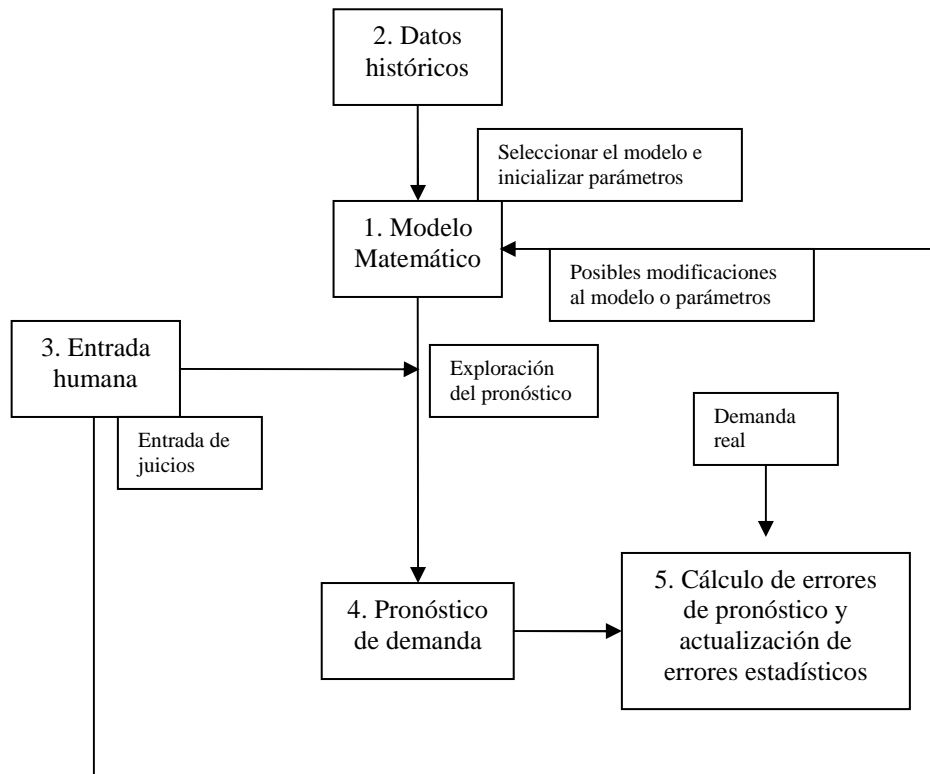 2. Datos
históricos
Seleccionar el modelo e
inicializar parámetros
1. Modelo
Matemático
Posibles modificaciones
al modelo o parámetros
3. Entrada
humana
Exploración
del pronóstico
Entrada de
juicios
Demanda
real
4. Pronóstico
de demanda
5. Cálculo de errores
de pronóstico y
actualización de
errores estadísticos